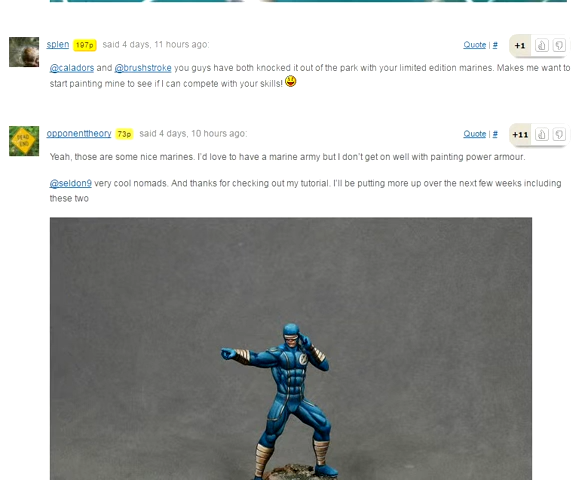 splen 197p said 4 days, 11 hours ago: Quote | # +1
@caladors and @brushstroke you guys have both knocked it out of the park with your limited edition marines. Makes me want to
start painting mine to see if I can compete with your skills!
opponenttheory 73p said 4 days, 10 hours ago: Quote | # +11
Yeah, those are some nice marines. I'd love to have a marine army but I don't get on well with painting power armour.
@seldon9 very cool nomads. And thanks for checking out my tutorial. I'll be putting more up over the next few weeks including
these two